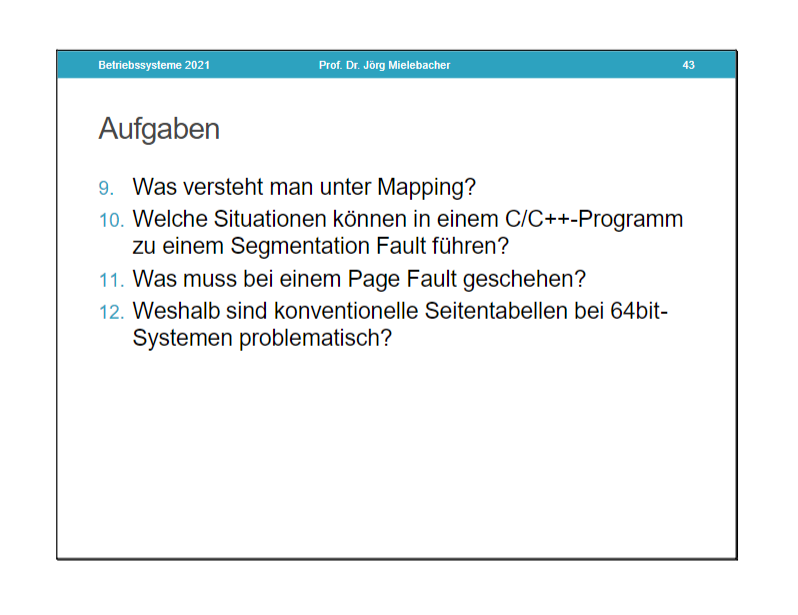 Betriebssysteme 2021 Prof. Dr. Jörg Mielebacher 43
Aufgaben
9. Was versteht man unter Mapping?
10. Welche Situationen können in einem C/C++-Programm
zu einem Segmentation Fault führen?
11. Was muss bei einem Page Fault geschehen?
12. Weshalb sind konventionelle Seitentabellen bei 64bit-
Systemen problematisch?